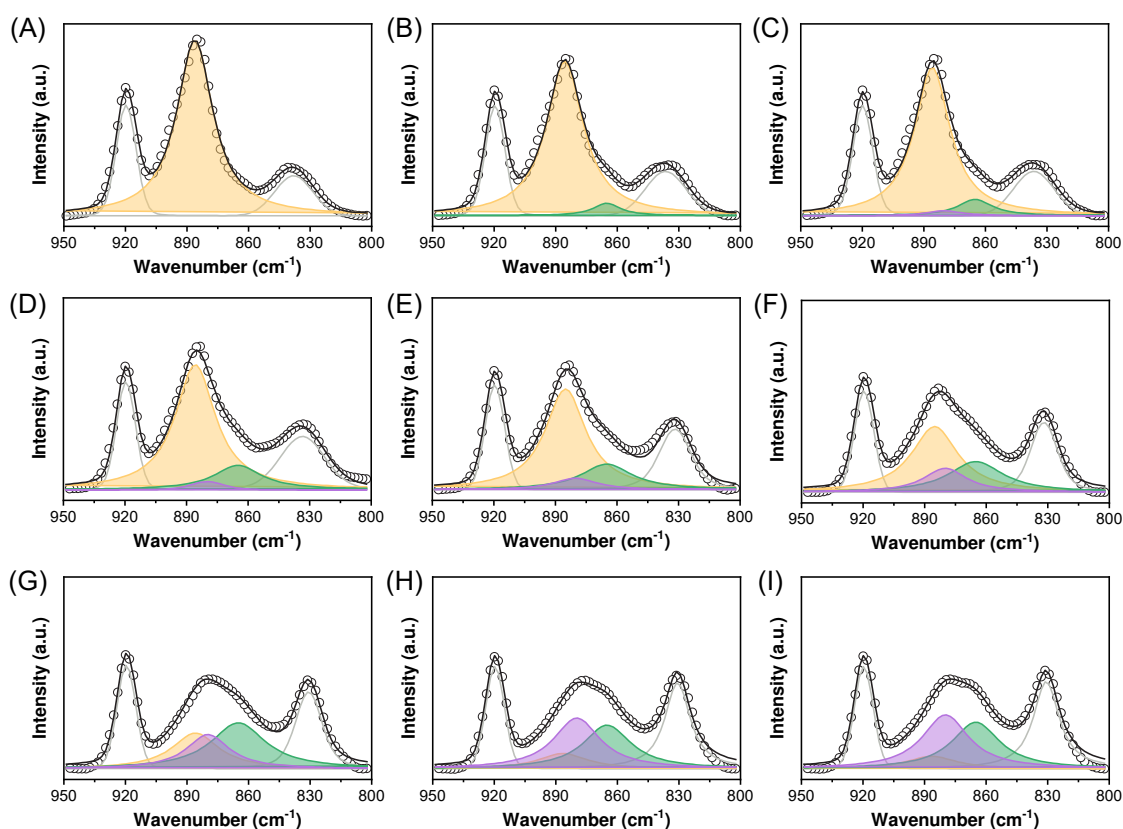 (A) (B) (C)
Intensity (a.u.) Intensity (a.u.) Intensity (a.u.)
950 920 890 860 830 800 950 920 890 860 830 800 950 920 890 860 830 800
Wavenumber (cm⁻¹) Wavenumber (cm⁻¹) Wavenumber (cm⁻¹)
(D) (E) (F)
Intensity (a.u.) Intensity (a.u.) Intensity (a.u.)
950 920 890 860 830 800 950 920 890 860 830 800 950 920 890 860 830 800
Wavenumber (cm⁻¹) Wavenumber (cm⁻¹) Wavenumber (cm⁻¹)
(G) (H) (I)
Intensity (a.u.) Intensity (a.u.) Intensity (a.u.)
950 920 890 860 830 800 950 920 890 860 830 800 950 920 890 860 830 800
Wavenumber (cm⁻¹) Wavenumber (cm⁻¹) Wavenumber (cm⁻¹)